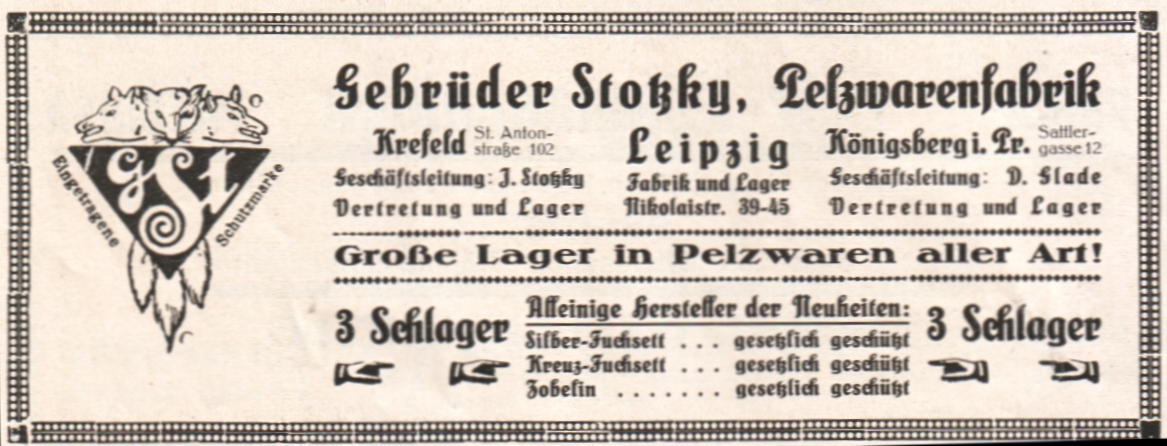 Gebrüder Stotzky, Pelzwarenfabrik
Krefeld St. Anton-
straße 102
Geschäftsleitung: J. Stotzky
Vertretung und Lager
Leipzig
Fabrik und Lager
Nikolaistr. 39-45
Königsberg i. Pr. Sattler-
gasse 12
Geschäftsleitung: D. Glade
Vertretung und Lager
GSt
Eingetragene
Schutzmarke
Große Lager in Pelzwaren aller Art!
3 Schlager
Alleinige Hersteller der Neuheiten:
Silber-Fuchsett . . . gesetzlich geschützt
Kreuz-Fuchsett . . . gesetzlich geschützt
Zobelin . . . . . . . gesetzlich geschützt
3 Schlager